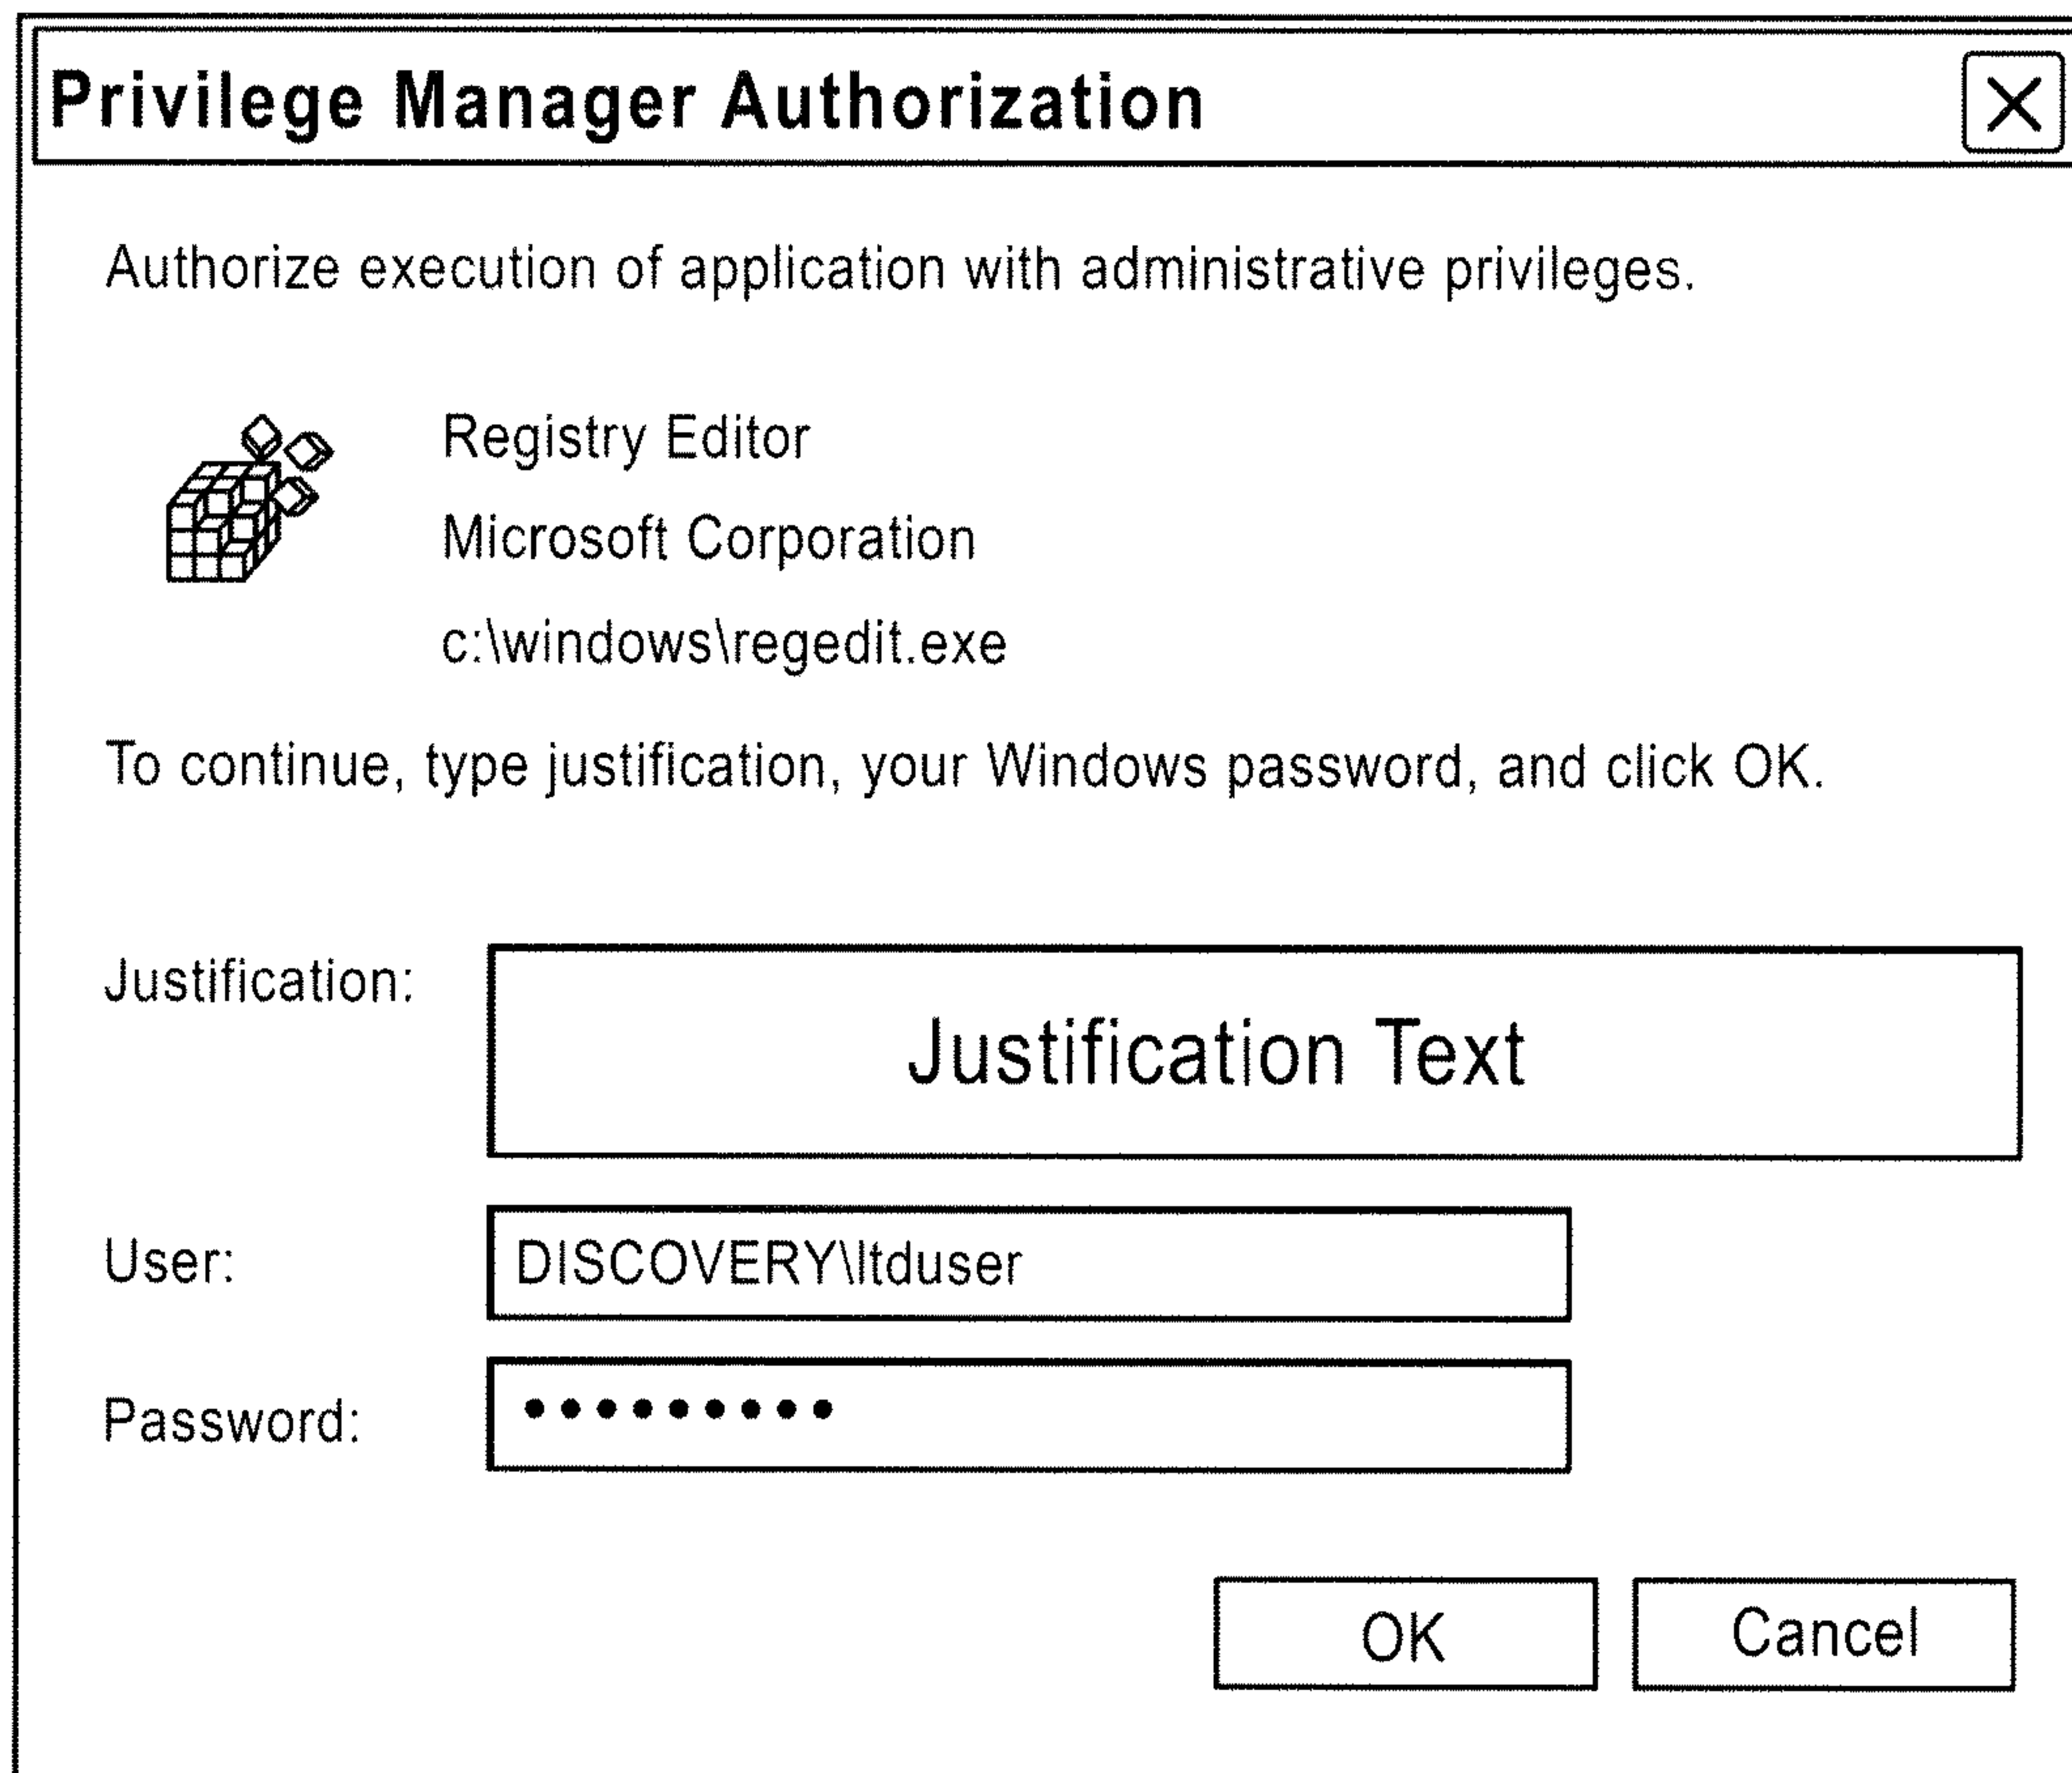 Privilege Manager Authorization
Authorize execution of application with administrative privileges.
Registry Editor
Microsoft Corporation
c:\windows\regedit.exe
To continue, type justification, your Windows password, and click OK.
Justification:
Justification Text
User:
DISCOVERY\ltduser
Password:
•••••••••
OK
Cancel